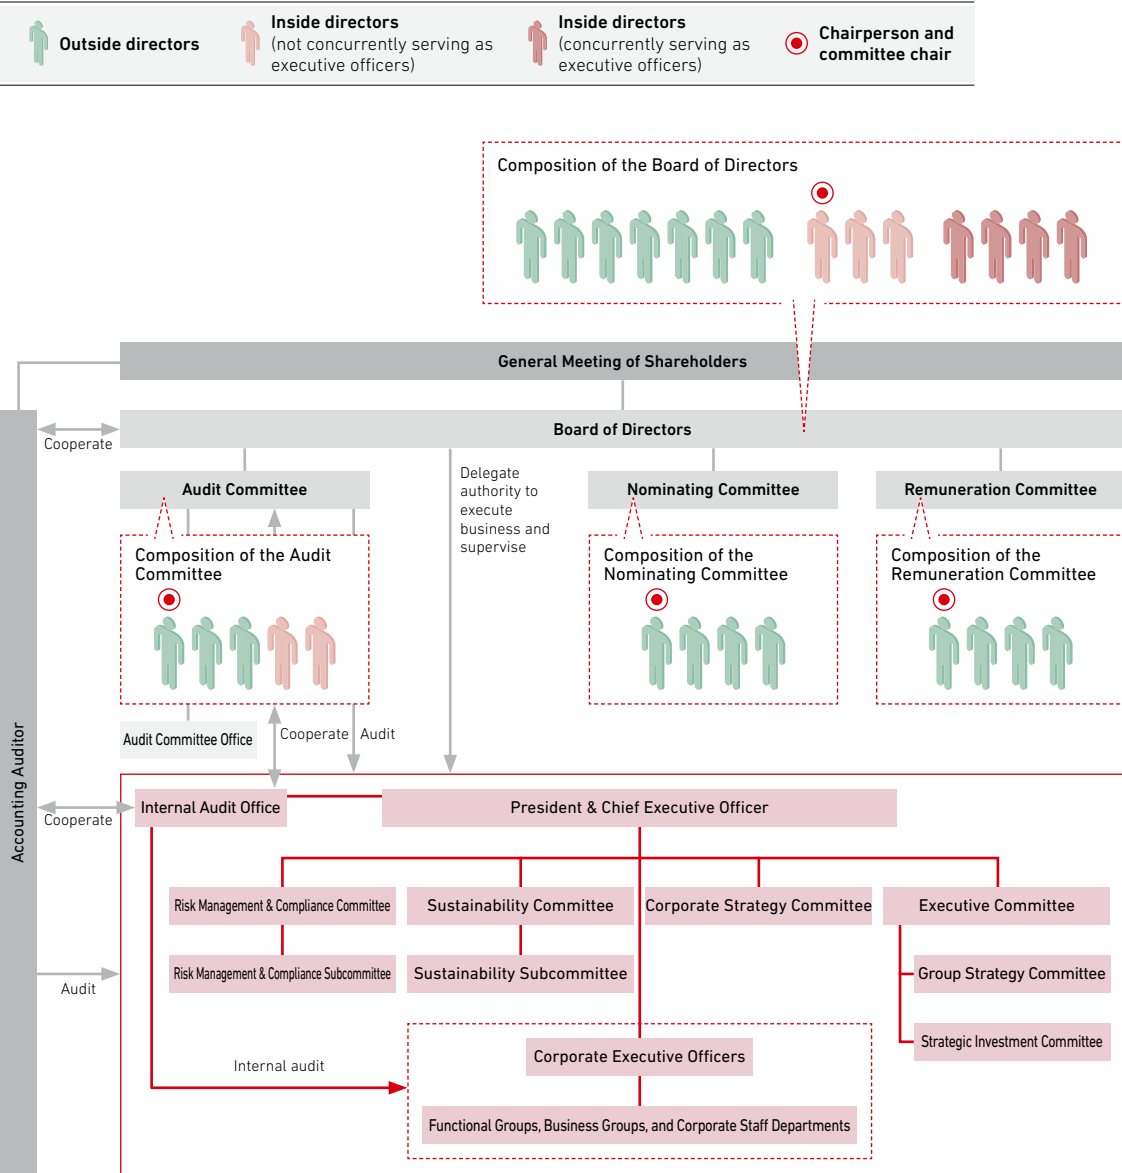 Outside directors
Inside directors
(not concurrently serving as
executive officers)
Inside directors
(concurrently serving as
executive officers)
Chairperson and
committee chair
Composition of the Board of Directors
General Meeting of Shareholders
Cooperate
Board of Directors
Audit Committee
Delegate
authority to
execute
business and
supervise
Nominating Committee
Remuneration Committee
Composition of the Audit
Committee
Composition of the
Nominating Committee
Composition of the
Remuneration Committee
Accounting Auditor
Audit Committee Office
Cooperate
Audit
Cooperate
Internal Audit Office
President & Chief Executive Officer
Risk Management & Compliance Committee
Sustainability Committee
Corporate Strategy Committee
Executive Committee
Risk Management & Compliance Subcommittee
Sustainability Subcommittee
Group Strategy Committee
Audit
Strategic Investment Committee
Internal audit
Corporate Executive Officers
Functional Groups, Business Groups, and Corporate Staff Departments